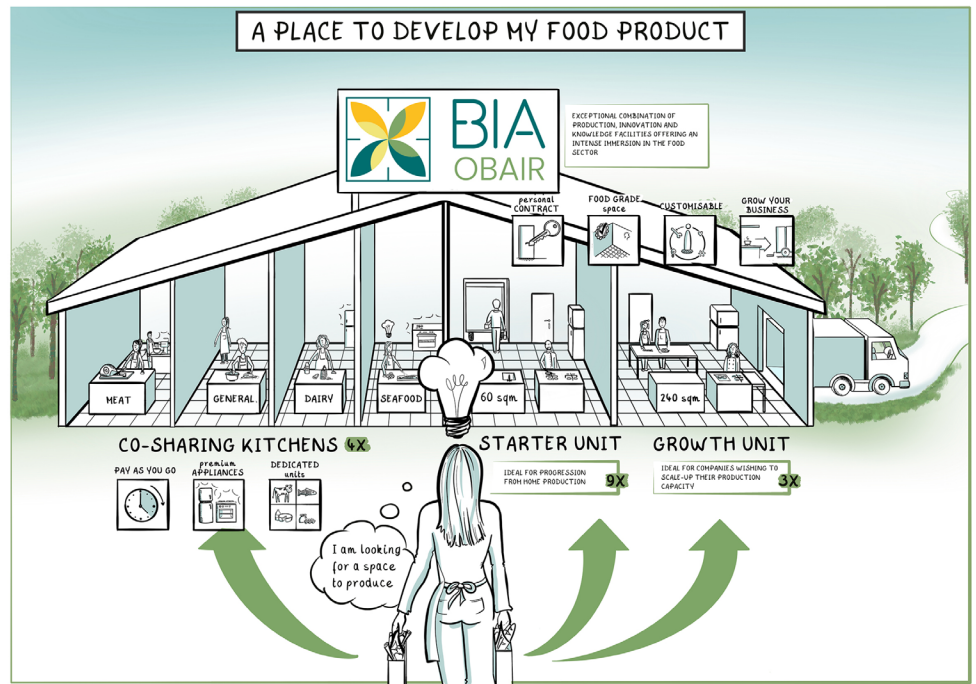 A PLACE TO DEVELOP MY FOOD PRODUCT
BIA
OBAIR
EXCEPTIONAL COMBINATION OF
PRODUCTION, INNOVATION AND
KNOWLEDGE FACILITIES OFFERING AN
INTENSE IMMERSION IN THE FOOD
SECTOR
personal
CONTRACT
FOOD GRADE
space
CUSTOMISABLE
GROW YOUR
BUSINESS
MEAT
GENERAL
DAIRY
SEAFOOD
60 sqm
240 sqm
CO-SHARING KITCHENS 4X
PAY AS YOU GO
premium
APPLIANCES
DEDICATED
units
STARTER UNIT
IDEAL FOR PROGRESSION
FROM HOME PRODUCTION
9X
GROWTH UNIT
IDEAL FOR COMPANIES WISHING TO
SCALE-UP THEIR PRODUCTION
CAPACITY
3X
I am looking
for a space
to produce